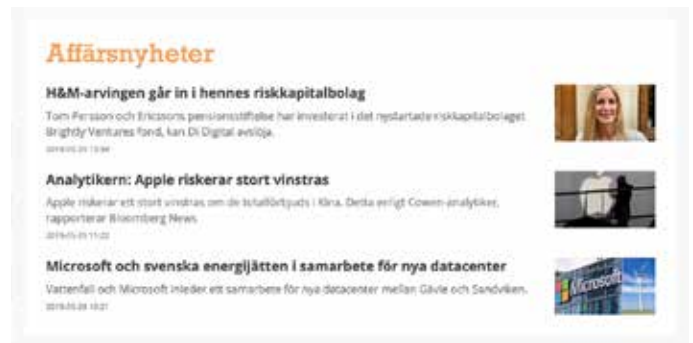 Affärsnyheter
H&M-arvingen går in i hennes riskkapitalbolag
Tom Persson och Ericssons pensionsstiftelse har investerat i det nystartade riskkapitalbolaget
Brightly Ventures fond, kan Di Digital avslöja.
Analytikern: Apple riskerar stort vinstras
Apple riskerar ett stort vinstras om de totalförbjuds i Kina. Detta enligt Cowen-analytiker,
rapporterar Bloomberg News.
Microsoft och svenska energijätten i samarbete för nya datacenter
Vattenfall och Microsoft inleder ett samarbete för nya datacenter mellan Gävle och Sandviken.
Microsoft